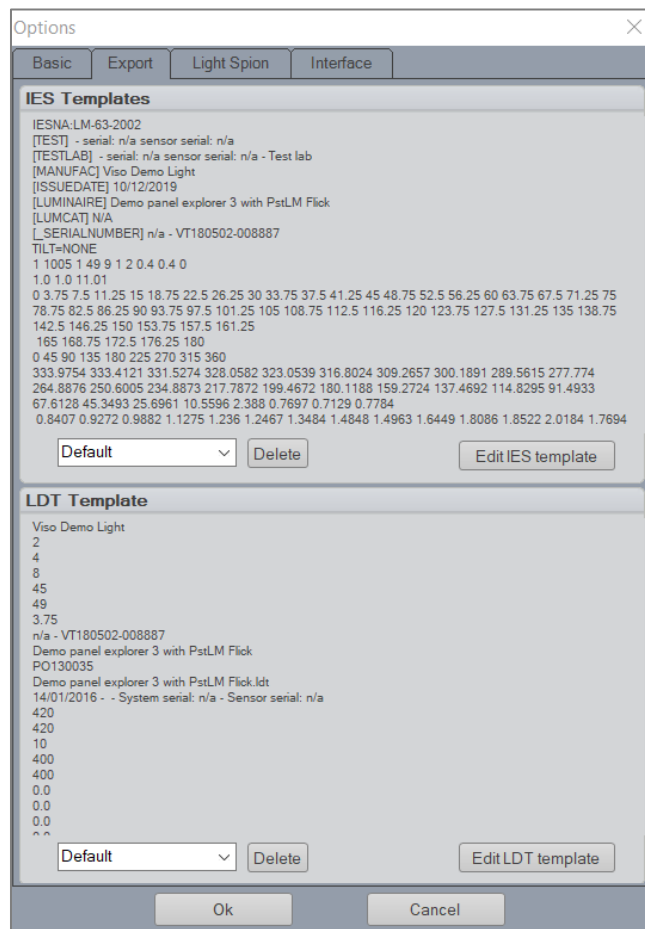 Options
Basic Export Light Spion Interface
IES Templates
IESNA:LM-63-2002
[TEST] - serial: n/a sensor serial: n/a
[TESTLAB] - serial: n/a sensor serial: n/a - Test lab
[MANUFAC] Viso Demo Light
[ISSUEDATE] 10/12/2019
[LUMINAIRE] Demo panel explorer 3 with PstLM Flick
[LUMCAT] N/A
[_SERIALNUMBER] n/a - VT180502-008887
TILT=NONE
1 1005 1 49 9 1 2 0.4 0.4 0
1.0 1.0 11.01
0 3.75 7.5 11.25 15 18.75 22.5 26.25 30 33.75 37.5 41.25 45 48.75 52.5 56.25 60 63.75 67.5 71.25 75
78.75 82.5 86.25 90 93.75 97.5 101.25 105 108.75 112.5 116.25 120 123.75 127.5 131.25 135 138.75
142.5 146.25 150 153.75 157.5 161.25
165 168.75 172.5 176.25 180
0 45 90 135 180 225 270 315 360
333.9754 333.4121 331.5274 328.0582 323.0539 316.8024 309.2657 300.1891 289.5615 277.774
264.8876 250.6005 234.8873 217.7872 199.4672 180.1188 159.2724 137.4692 114.8295 91.4933
67.6128 45.3493 25.6961 10.5596 2.388 0.7697 0.7129 0.7784
0.8407 0.9272 0.9882 1.1275 1.236 1.2467 1.3484 1.4848 1.4963 1.6449 1.8086 1.8522 2.0184 1.7694
Default Delete Edit IES template
LDT Template
Viso Demo Light
2
4
8
45
49
3.75
n/a - VT180502-008887
Demo panel explorer 3 with PstLM Flick
PO130035
Demo panel explorer 3 with PstLM Flick.ldt
14/01/2016 - - System serial: n/a - Sensor serial: n/a
420
420
10
400
400
0.0
0.0
0.0
Default Delete Edit LDT template
Ok Cancel